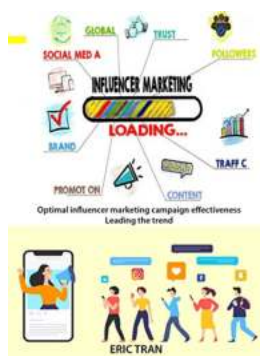 GLOBAL
TRUST
SOCIAL MED A
FOLLOWERS
INFLUENCER MARKETING
LOADING...
BRAND
TRAFF C
PROMOT ON
CONTENT
Optimal influencer marketing campaign effectiveness
Leading the trend
ERIC TRAN